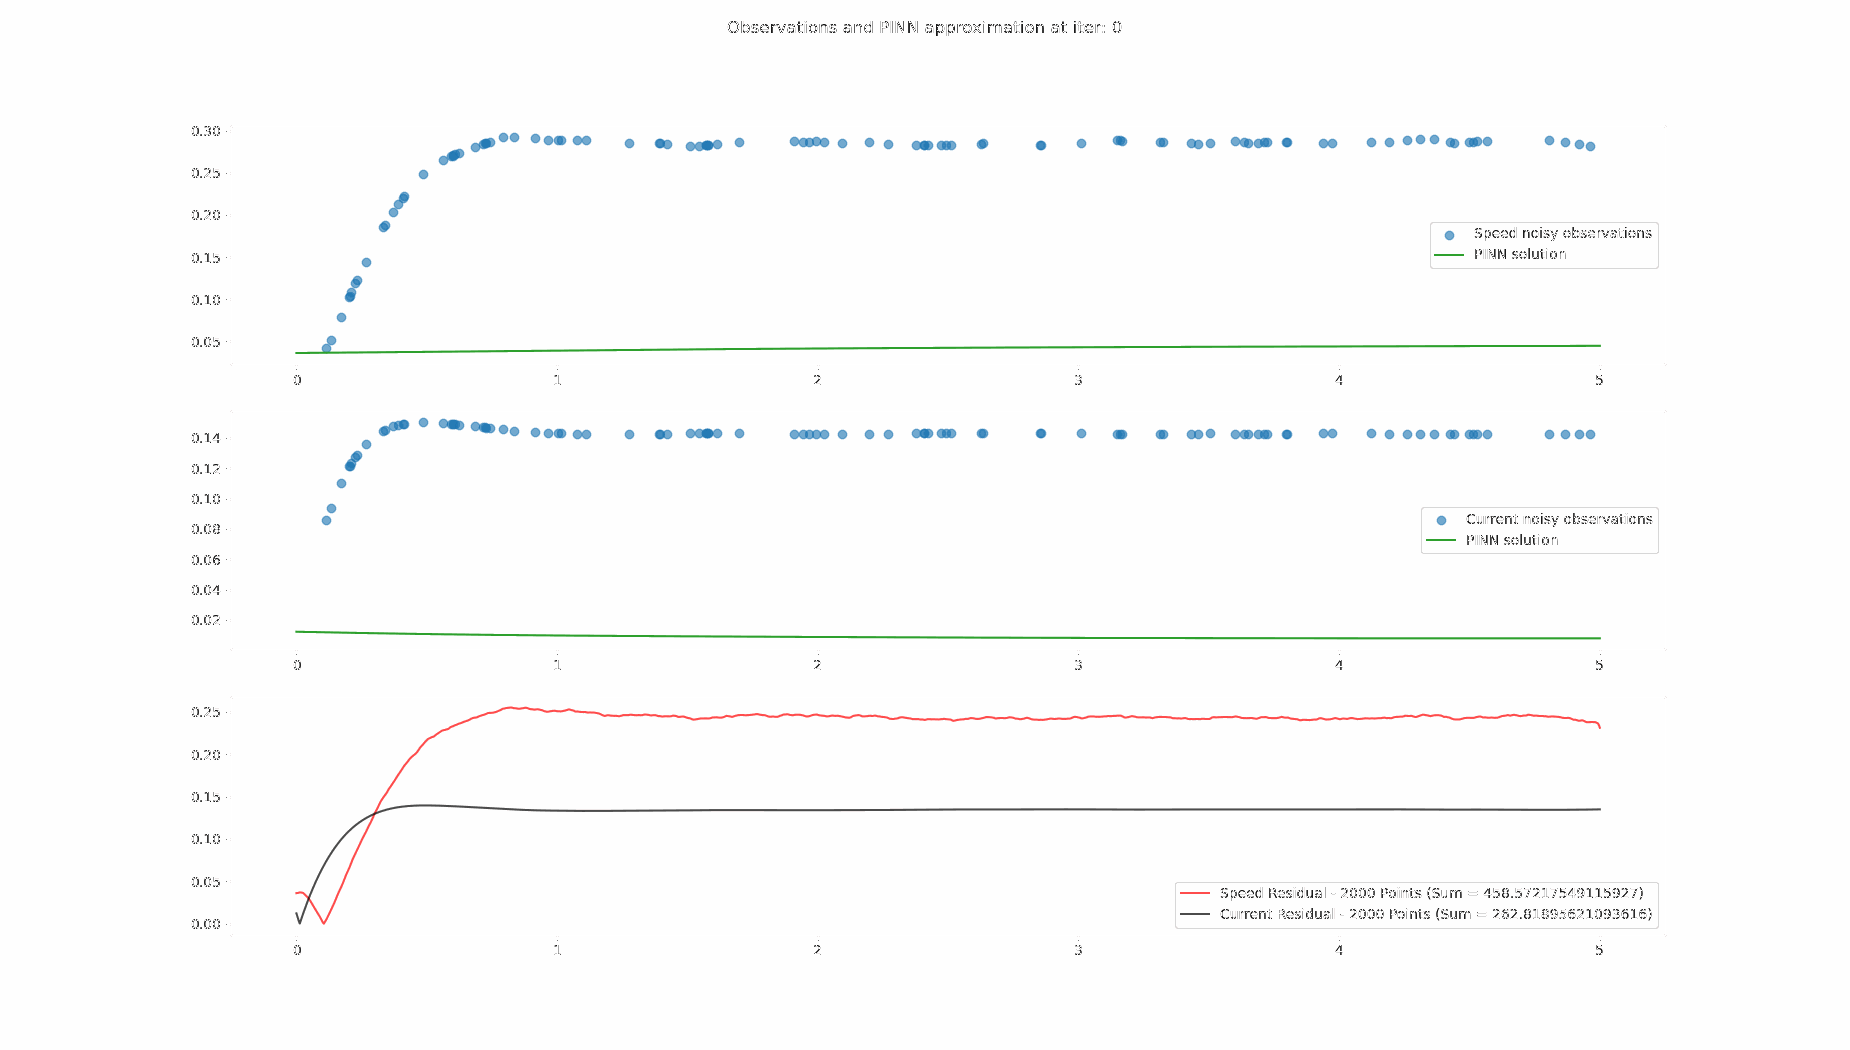 Observations and PINN approximation at iter: 0
0.30
0.25
0.20
0.15
0.10
0.05
Speed noisy observations
PINN solution
0 1 2 3 4 5
0.14
0.12
0.10
0.08
0.06
0.04
0.02
Current noisy observations
PINN solution
0 1 2 3 4 5
0.25
0.20
0.15
0.10
0.05
0.00
Speed Residual - 2000 Points (Sum = 458.57217549115927)
Current Residual - 2000 Points (Sum = 262.81895621093616)
0 1 2 3 4 5